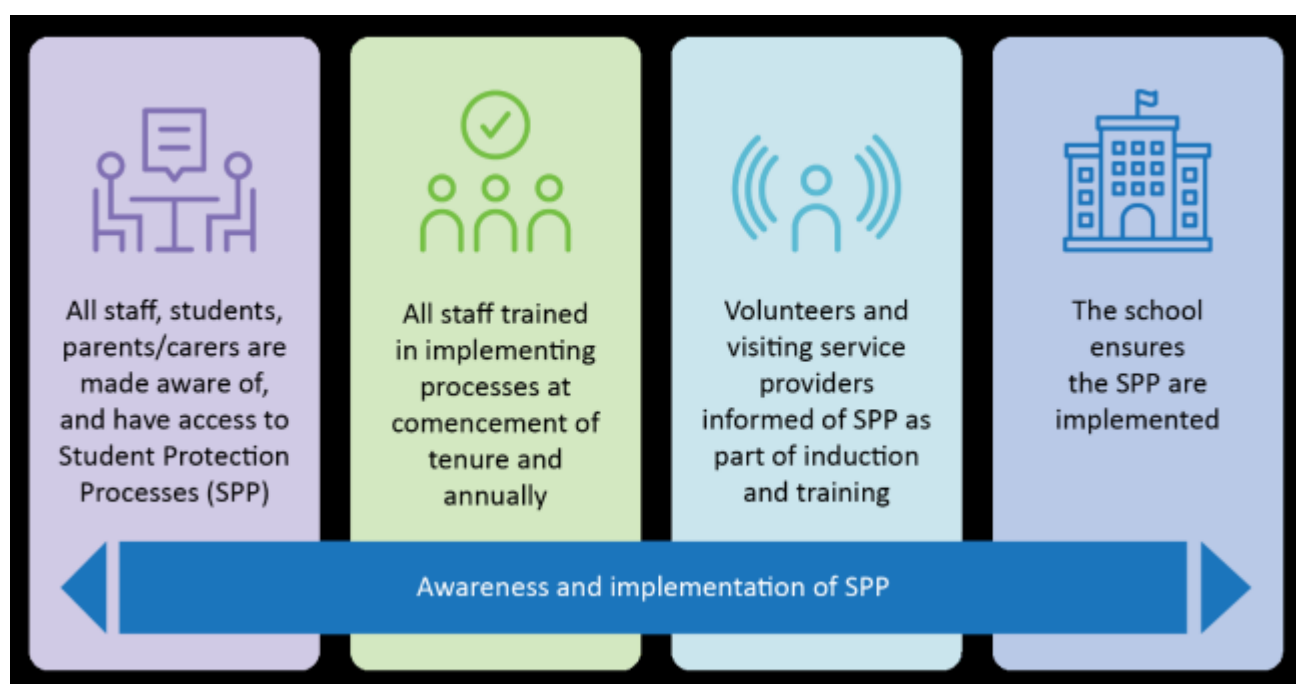 All staff, students,
parents/carers are
made aware of,
and have access to
Student Protection
Processes (SPP)
All staff trained
in implementing
processes at
comencement of
tenure and
annually
Volunteers and
visiting service
providers
informed of SPP as
part of induction
and training
The school
ensures
the SPP are
implemented
Awareness and implementation of SPP